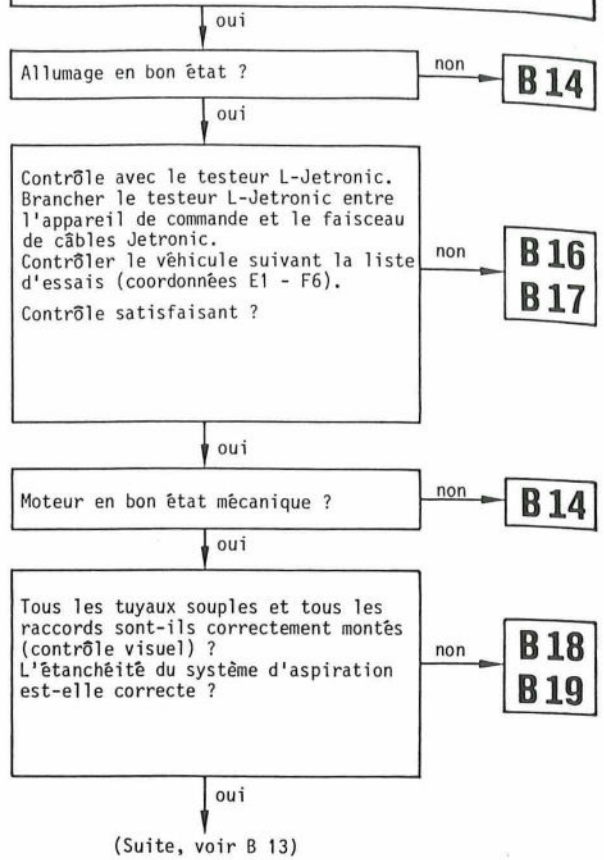 oui
Allumage en bon état ?
non
B 14
oui
Contrôle avec le testeur L-Jetronic.
Brancher le testeur L-Jetronic entre
l'appareil de commande et le faisceau
de câbles Jetronic.
Contrôler le véhicule suivant la liste
d'essais (coordonnées E1 - F6).
Contrôle satisfaisant ?
non
B 16
B 17
oui
Moteur en bon état mécanique ?
non
B 14
oui
Tous les tuyaux souples et tous les
raccords sont-ils correctement montés
(contrôle visuel) ?
L'étanchéité du système d'aspiration
est-elle correcte ?
non
B 18
B 19
oui
(Suite, voir B 13)